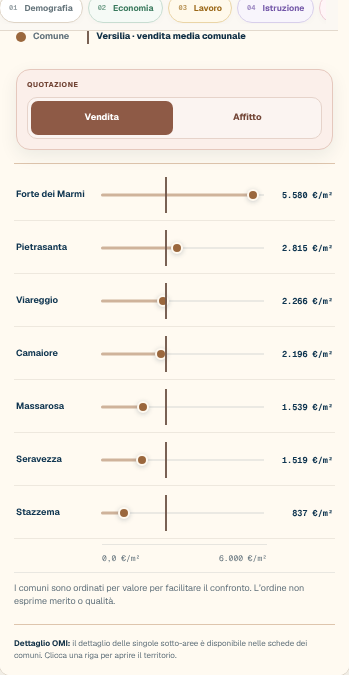 01 Demografia 02 Economia 03 Lavoro 04 Istruzione
Comune Versilia · vendita media comunale
QUOTAZIONE
Vendita Affitto
Forte dei Marmi 5.580 €/m²
Pietrasanta 2.815 €/m²
Viareggio 2.266 €/m²
Camaiore 2.196 €/m²
Massarosa 1.539 €/m²
Seravezza 1.519 €/m²
Stazzema 837 €/m²
0,0 €/m² 6.000 €/m²
I comuni sono ordinati per valore per facilitare il confronto. L'ordine non
esprime merito o qualità.
Dettaglio OMI: il dettaglio delle singole sotto-aree è disponibile nelle schede dei
comuni. Clicca una riga per aprire il territorio.